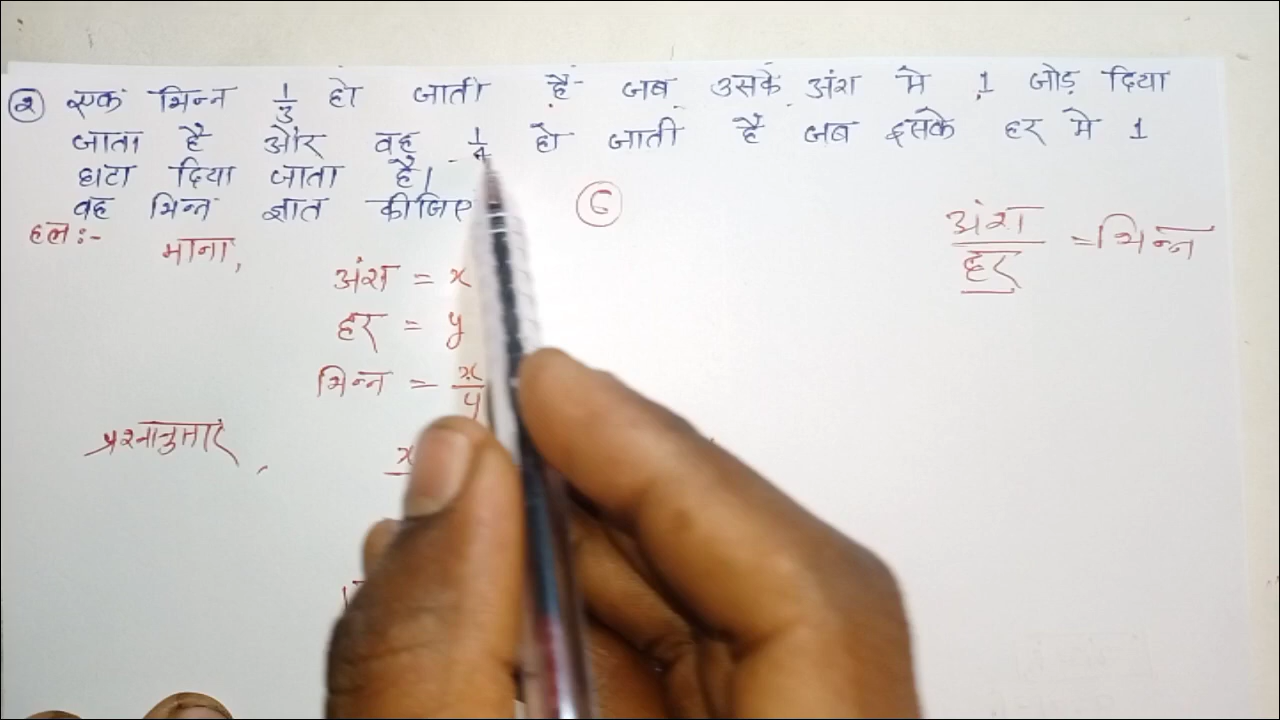 ② एक भिन्न 1/3 हो जाती है- जब उसके अंश मे 1 जोड़ दिया
जाता है और वह 1/4 हो जाती है जब इसके हर मे 1
घटा दिया जाता है।
वह भिन्न ज्ञात कीजिए
हल:-
माना,
अंश = x
हर = y
भिन्न = x/y
प्रश्नानुसार,
x
अंश/हर = भिन्न